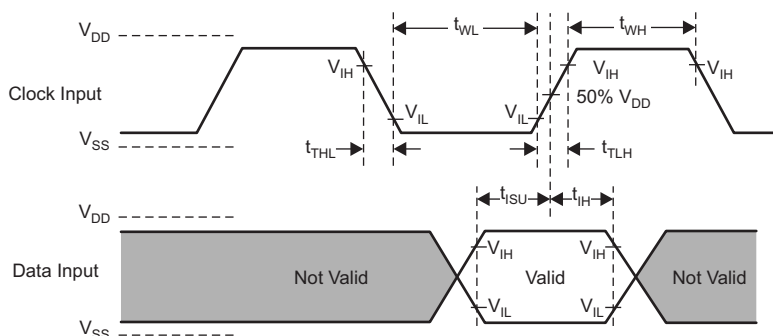 t_WL
t_WH
V_DD
V_IH
V_IH
V_IH
Clock Input
50% V_DD
V_IL
V_IL
V_SS
t_THL
t_TLH
t_ISU
t_IH
V_DD
V_IH
V_IH
Data Input
Not Valid
Valid
Not Valid
V_IL
V_IL
V_SS